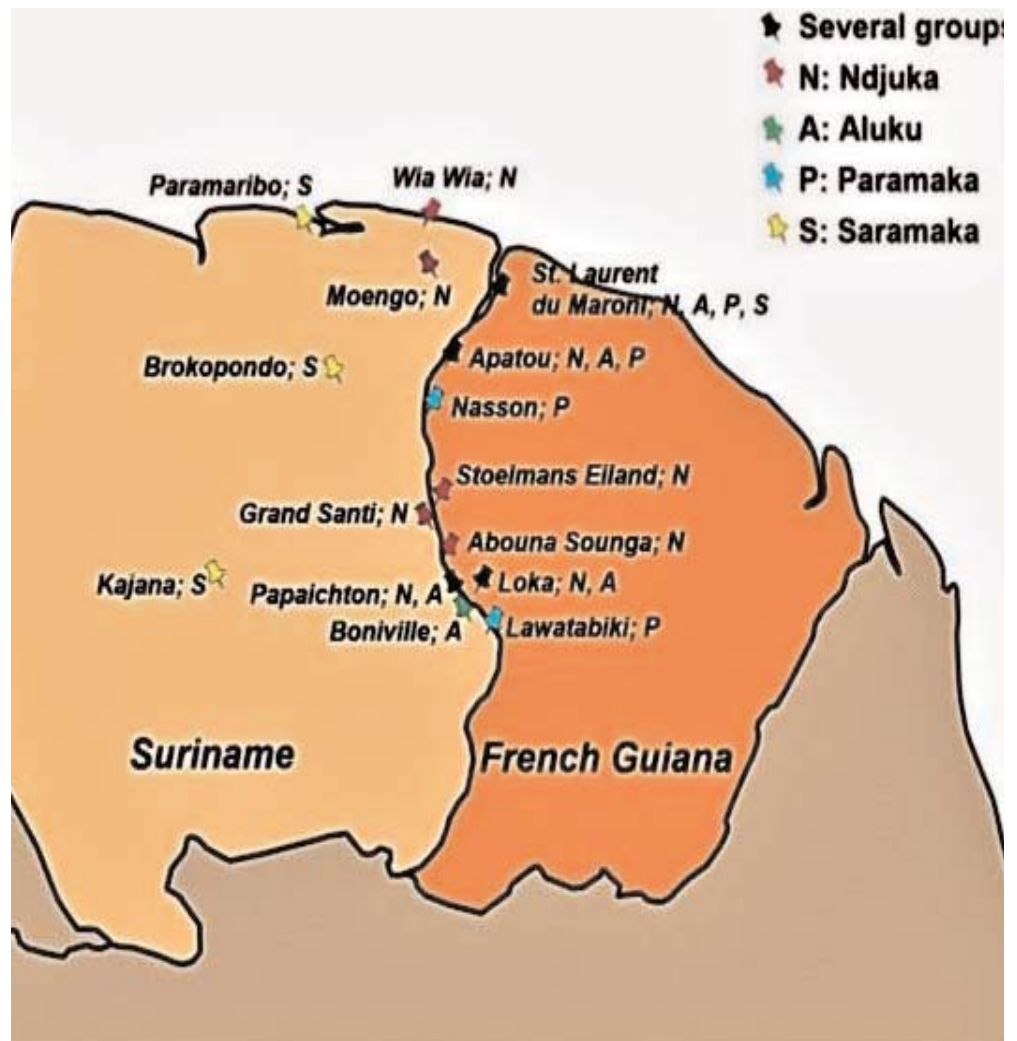 Several groups
N: Ndjuka
A: Aluku
P: Paramaka
S: Saramaka
Paramaribo; S
Wia Wia; N
Moengo; N
St. Laurent
du Maroni; N, A, P, S
Brokopondo; S
Apatou; N, A, P
Nasson; P
Stoelmans Eiland; N
Grand Santi; N
Abouna Sounga; N
Kajana; S
Papaichton; N, A
Loka; N, A
Boniville; A
Lawatabiki; P
Suriname
French Guiana